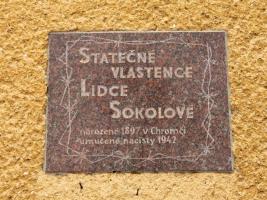 STATEČNÉ
VLASTENCE
LIDCE
SOKOLOVÉ
narozené 1897 v Chromči
umučené nacisty 1942